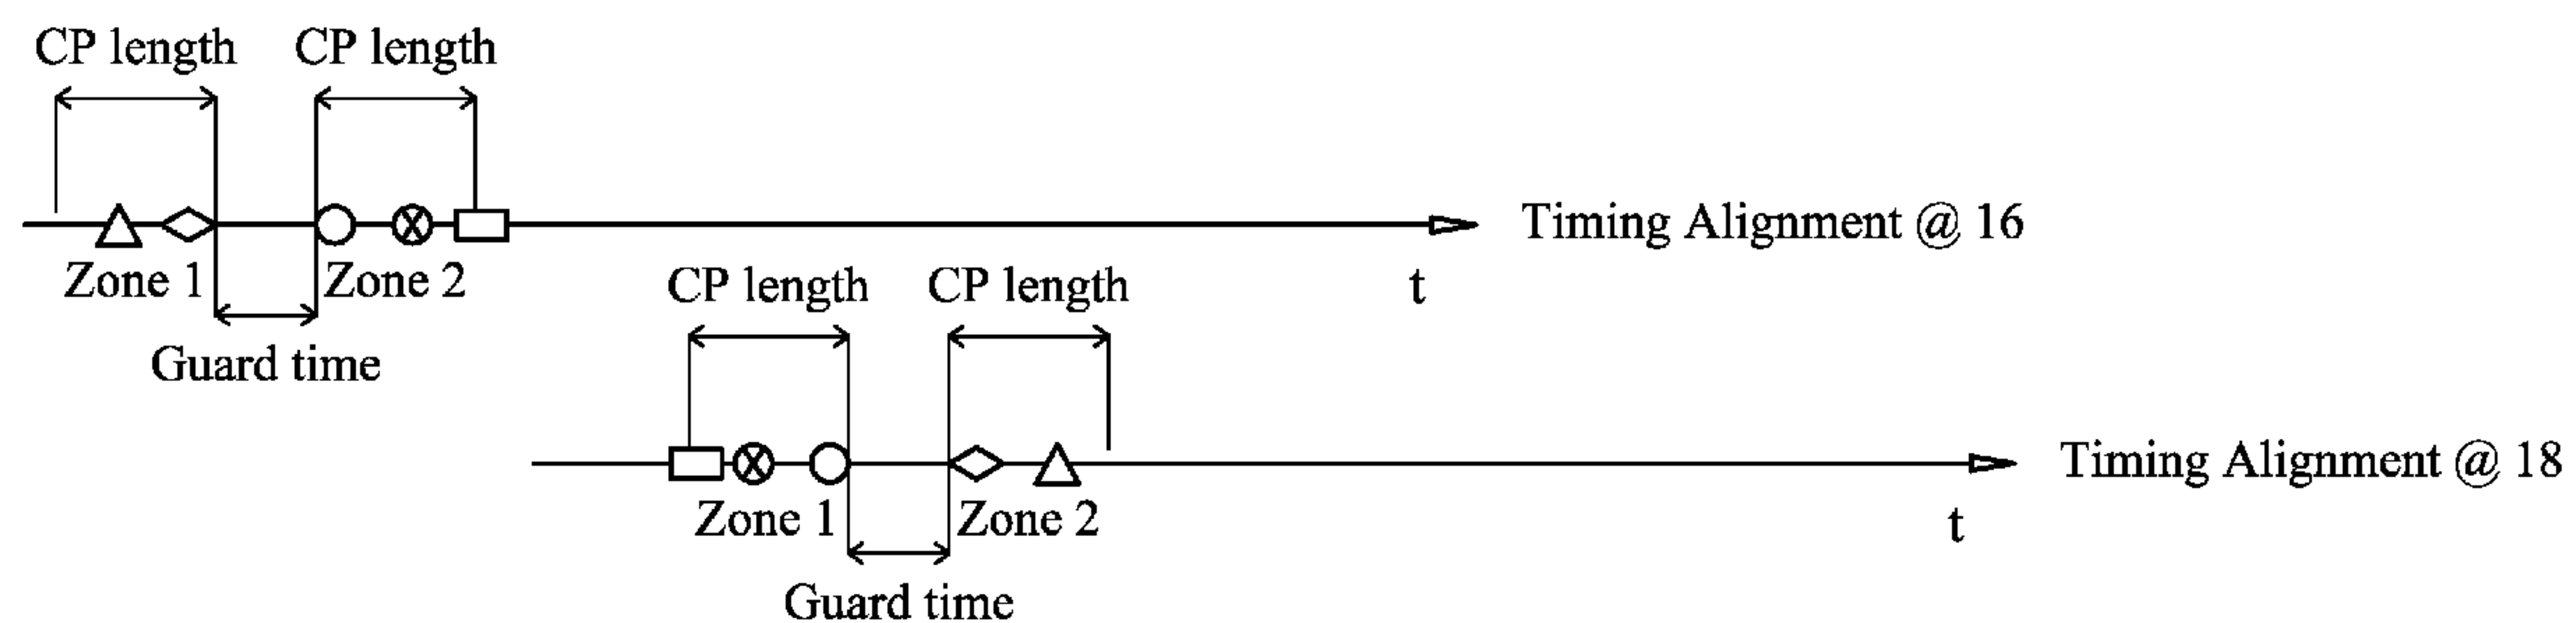 CP length CP length
Timing Alignment @ 16
Zone 1 Zone 2
t
Guard time
CP length CP length
Timing Alignment @ 18
Zone 1 Zone 2
t
Guard time